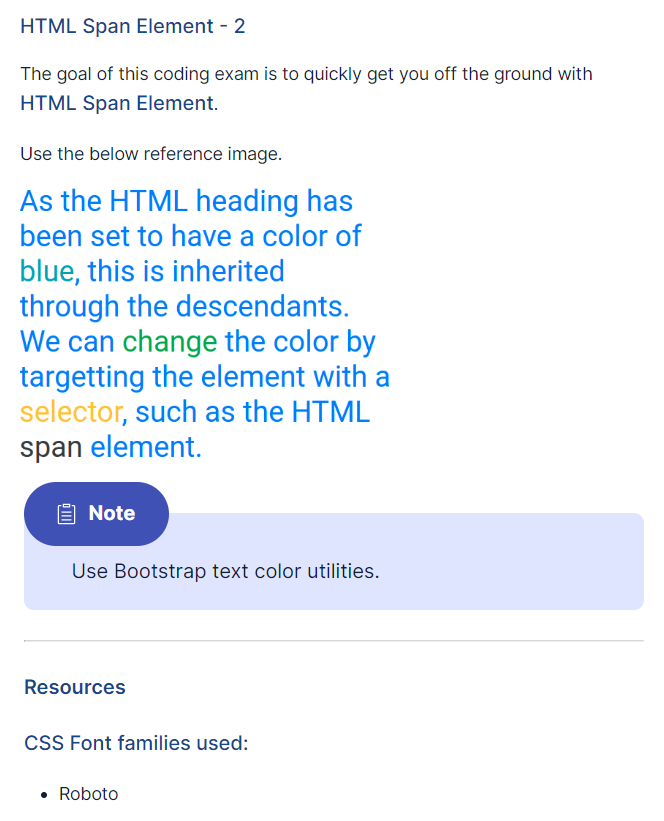 HTML Span Element - 2
The goal of this coding exam is to quickly get you off the ground with
HTML Span Element.
Use the below reference image.
As the HTML heading has
been set to have a color of
blue, this is inherited
through the descendants.
We can change the color by
targetting the element with a
selector, such as the HTML
span element.
Note
Use Bootstrap text color utilities.
Resources
CSS Font families used:
• Roboto